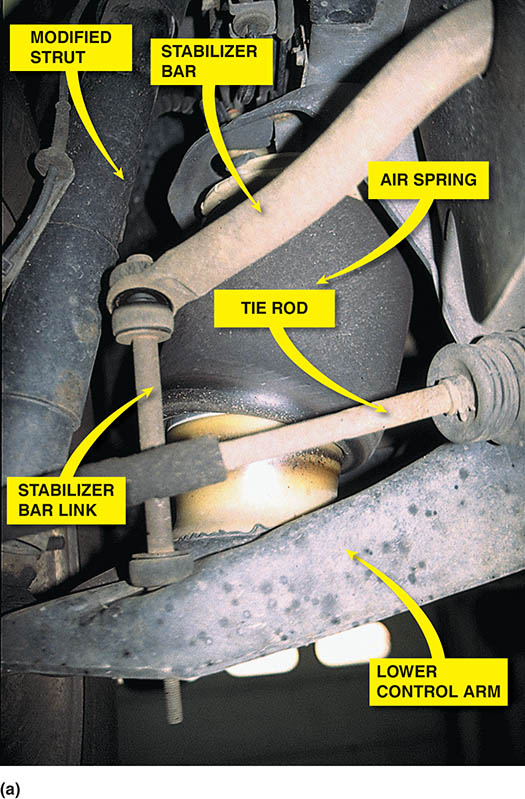 MODIFIED
STRUT
STABILIZER
BAR
AIR SPRING
TIE ROD
STABILIZER
BAR LINK
LOWER
CONTROL ARM
(a)